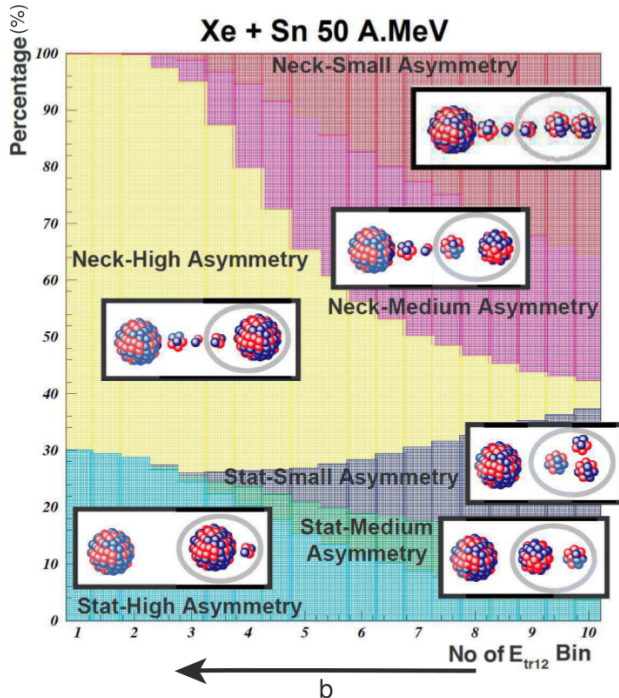 Xe + Sn 50 A.MeV
Percentage(%)
100
90
80
70
60
50
40
30
20
10
0
Neck-Small Asymmetry
Neck-High Asymmetry
Neck-Medium Asymmetry
Stat-Small Asymmetry
Stat-Medium
Asymmetry
Stat-High Asymmetry
1 2 3 4 5 6 7 8 9 10
No of Etr12 Bin
b